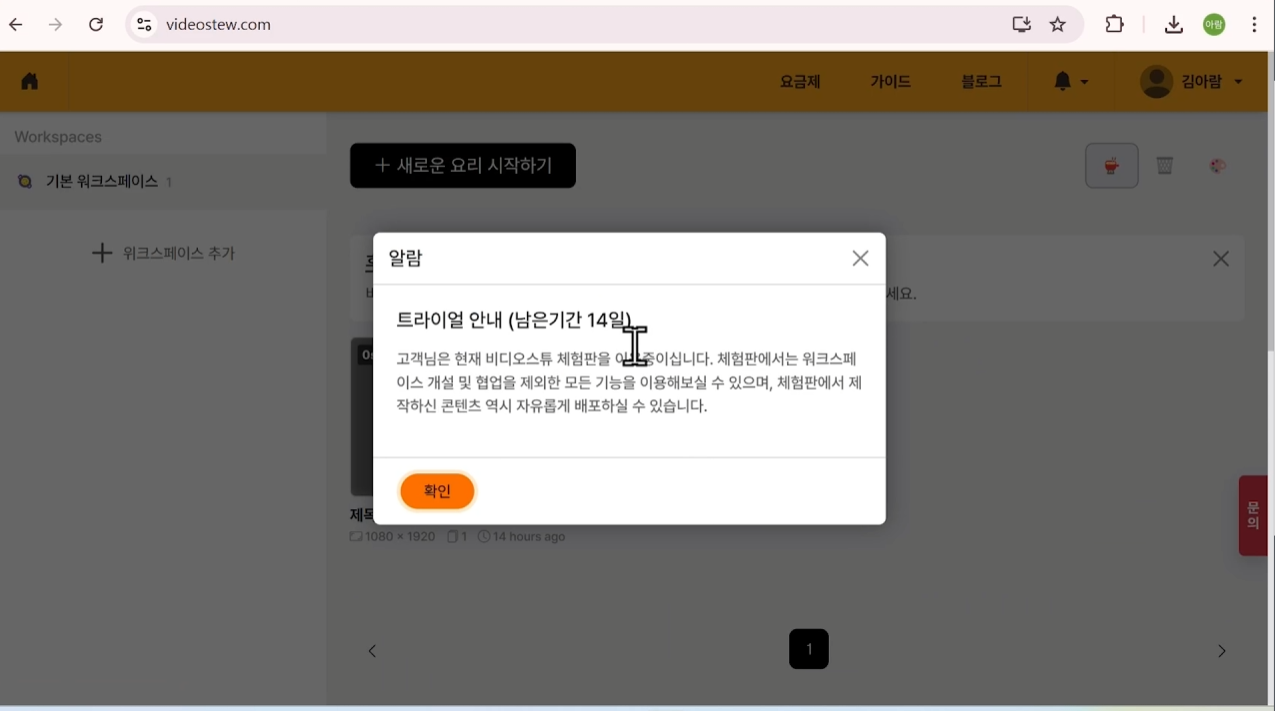 videostew.com
아람
요금제
가이드
블로그
김아람
Workspaces
기본 워크스페이스 1
+ 새로운 요리 시작하기
워크스페이스 추가
알람
트라이얼 안내 (남은기간 14일)
고객님은 현재 비디오스튜 체험판을 이 중이십니다. 체험판에서는 워크스페
이스 개설 및 협업을 제외한 모든 기능을 이용해보실 수 있으며, 체험판에서 제
작하신 콘텐츠 역시 자유롭게 배포하실 수 있습니다.
세요.
확인
제목
1080 × 1920 1 14 hours ago
문의
1